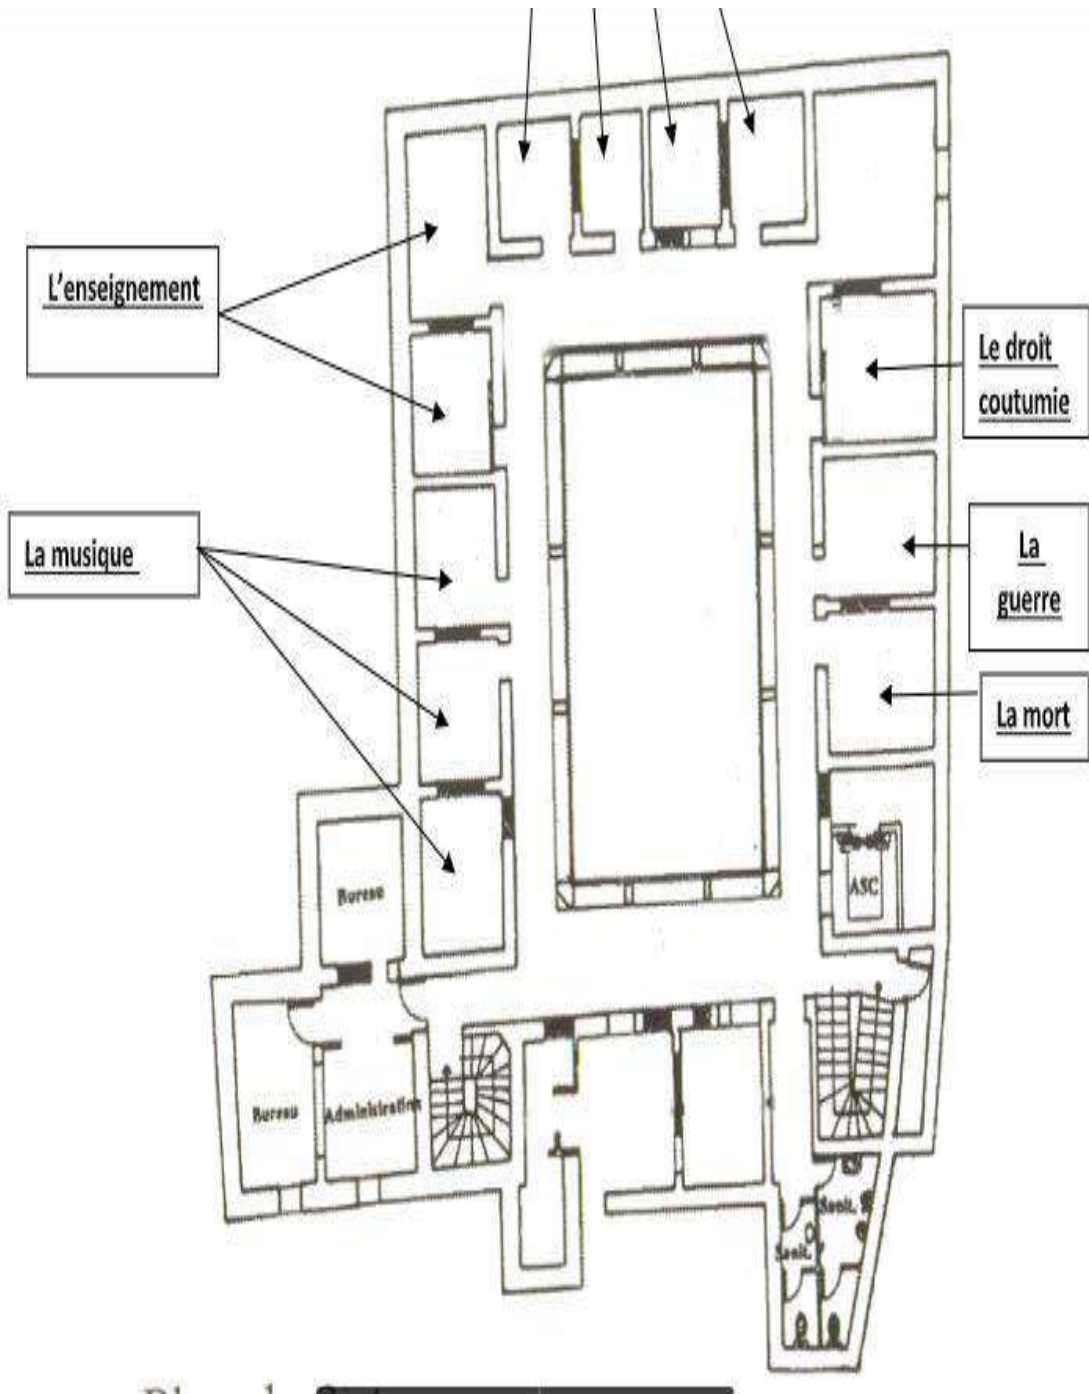 L'enseignement
Le droit
coutumie
La musique
La
guerre
La mort
Bureau
ASC
Bureau
Administration
Sanit.
Sanit.